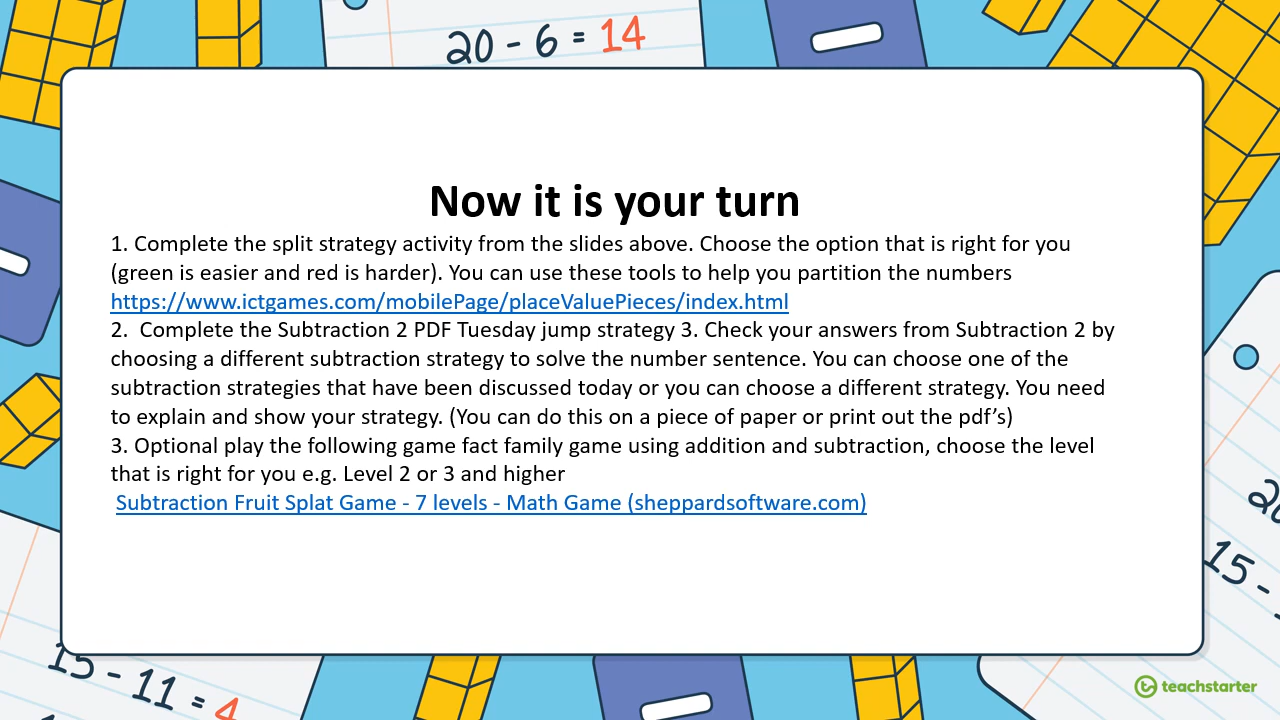 20 - 6 = 14
Now it is your turn
1. Complete the split strategy activity from the slides above. Choose the option that is right for you
(green is easier and red is harder). You can use these tools to help you partition the numbers
https://www.ictgames.com/mobilePage/placeValuePieces/index.html
2.  Complete the Subtraction 2 PDF Tuesday jump strategy 3. Check your answers from Subtraction 2 by
choosing a different subtraction strategy to solve the number sentence. You can choose one of the
subtraction strategies that have been discussed today or you can choose a different strategy. You need
to explain and show your strategy. (You can do this on a piece of paper or print out the pdf’s)
3. Optional play the following game fact family game using addition and subtraction, choose the level
that is right for you e.g. Level 2 or 3 and higher
Subtraction Fruit Splat Game - 7 levels - Math Game (sheppardsoftware.com)
15 -
15 - 11 = 4
teachstarter